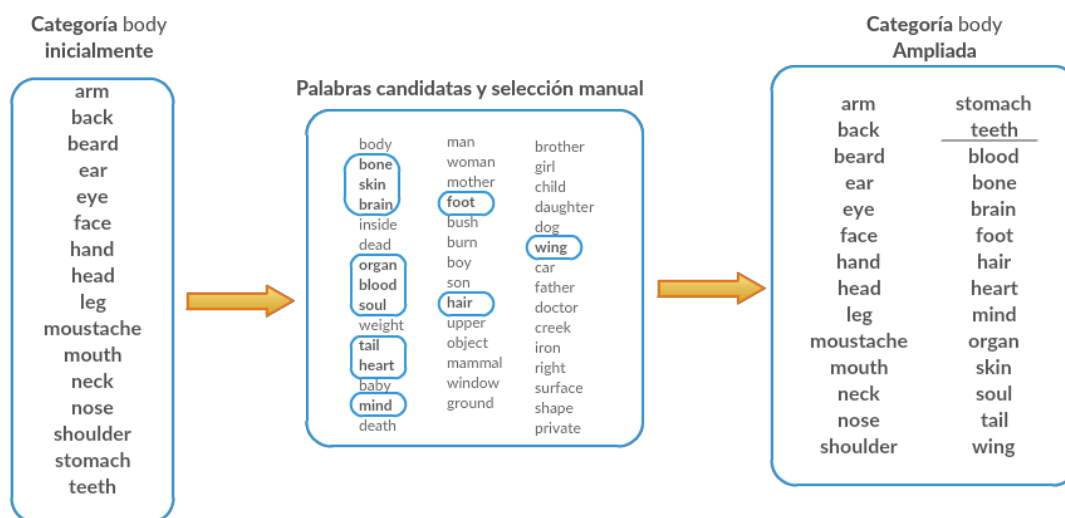 Categoría body
inicialmente
arm
back
beard
ear
eye
face
hand
head
leg
moustache
mouth
neck
nose
shoulder
stomach
teeth
Palabras candidatas y selección manual
body
bone
skin
brain
inside
dead
organ
blood
soul
weight
tail
heart
baby
mind
death
man
woman
mother
foot
bush
burn
boy
son
hair
upper
object
mammal
window
ground
brother
girl
child
daughter
dog
wing
car
father
doctor
creek
iron
right
surface
shape
private
Categoría body
Ampliada
arm
back
beard
ear
eye
face
hand
head
leg
moustache
mouth
neck
nose
shoulder
stomach
teeth
blood
bone
brain
foot
hair
heart
mind
organ
skin
soul
tail
wing